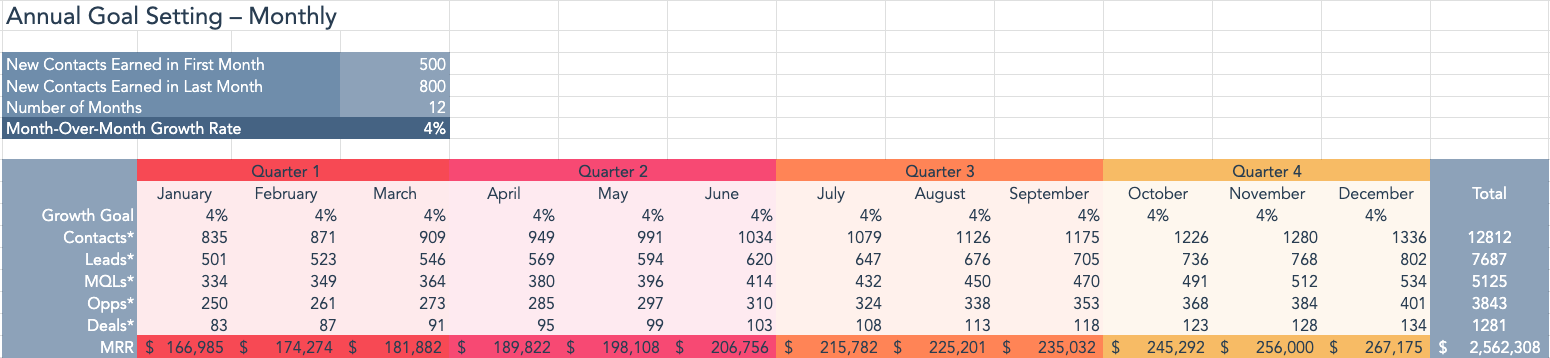 Annual Goal Setting – Monthly
New Contacts Earned in First Month 500
New Contacts Earned in Last Month 800
Number of Months 12
Month-Over-Month Growth Rate 4%
Quarter 1 Quarter 2 Quarter 3 Quarter 4
January February March April May June July August September October November December Total
Growth Goal 4% 4% 4% 4% 4% 4% 4% 4% 4% 4% 4% 4%
Contacts* 835 871 909 949 991 1034 1079 1126 1175 1226 1280 1336 12812
Leads* 501 523 546 569 594 620 647 676 705 736 768 802 7687
MQLs* 334 349 364 380 396 414 432 450 470 491 512 534 5125
Opps* 250 261 273 285 297 310 324 338 353 368 384 401 3843
Deals* 83 87 91 95 99 103 108 113 118 123 128 134 1281
MRR $ 166,985 $ 174,274 $ 181,882 $ 189,822 $ 198,108 $ 206,756 $ 215,782 $ 225,201 $ 235,032 $ 245,292 $ 256,000 $ 267,175 $ 2,562,308